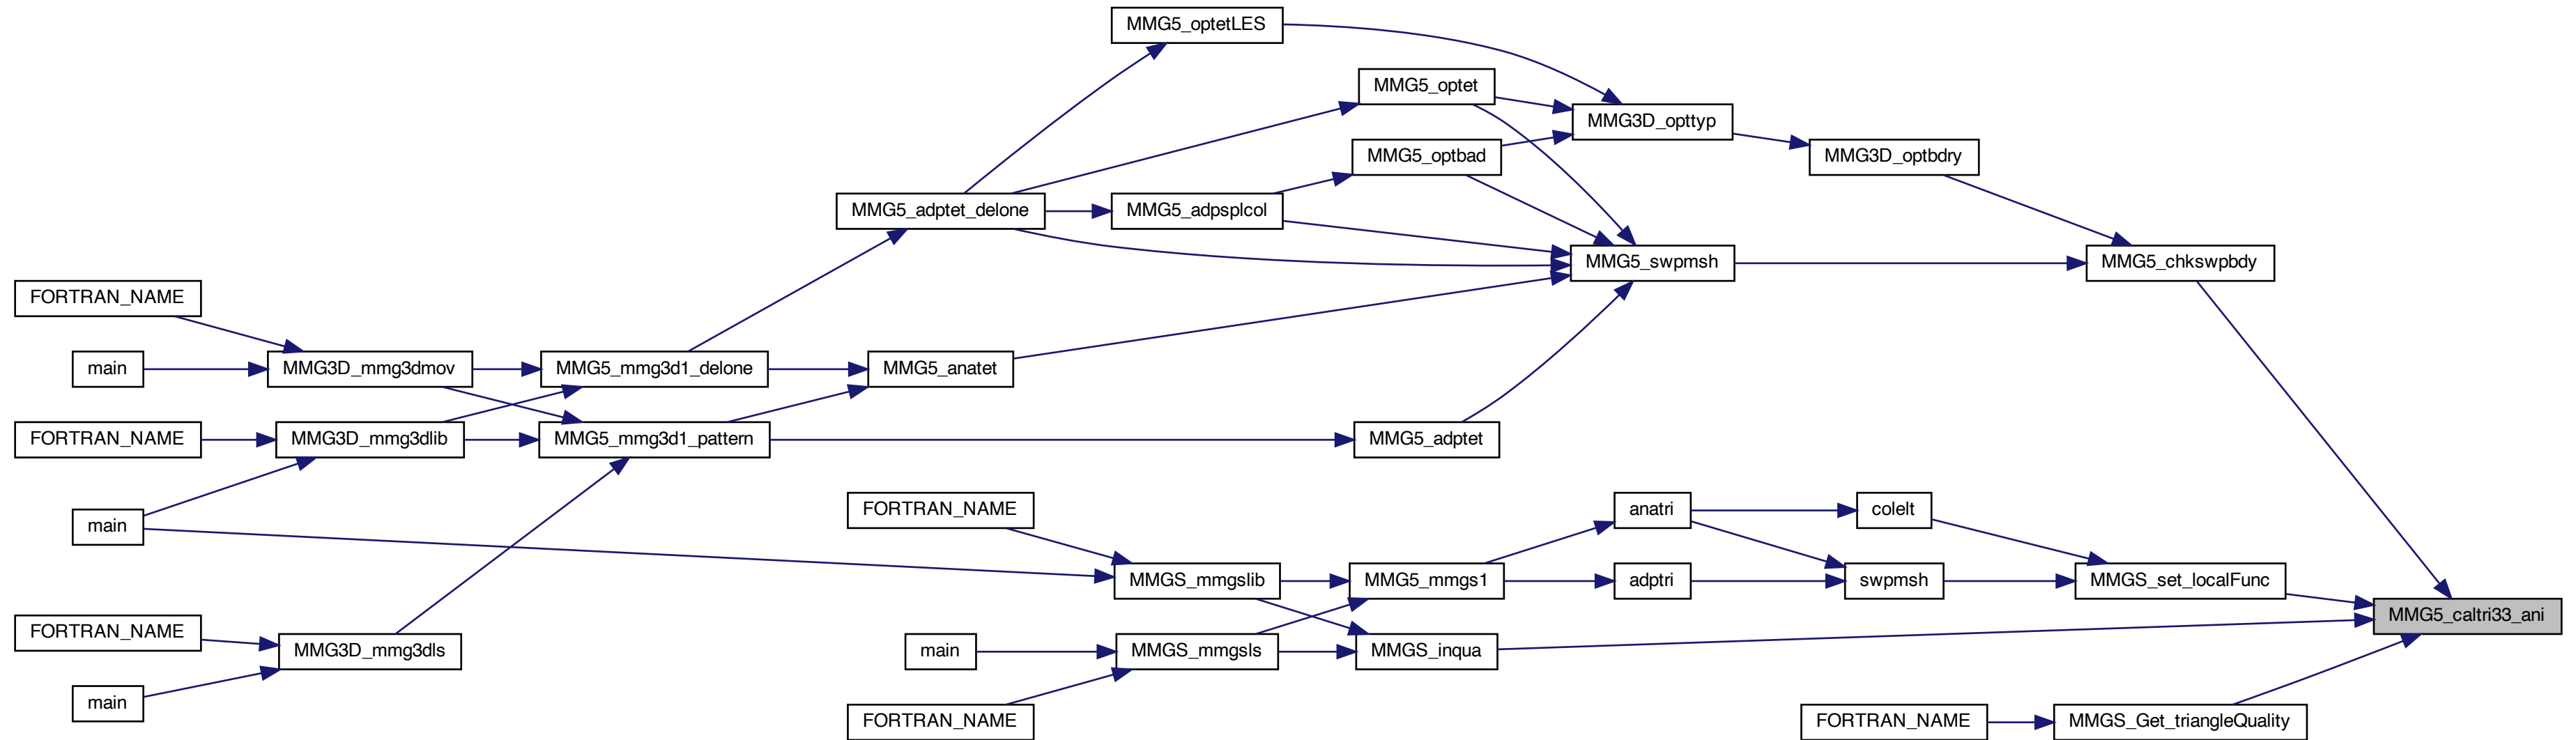 MMG5_optetLES
MMG5_optet
MMG3D_opttyp
MMG5_optbad
MMG3D_optbdry
MMG5_adptet_delone
MMG5_adpsplcol
MMG5_swpmsh
MMG5_chkswpbdy
FORTRAN_NAME
main
MMG3D_mmg3dmov
MMG5_mmg3d1_delone
MMG5_anatet
FORTRAN_NAME
MMG3D_mmg3dlib
MMG5_mmg3d1_pattern
MMG5_adptet
main
FORTRAN_NAME
anatri
colelt
MMGS_mmgslib
MMG5_mmgs1
adptri
swpmsh
MMGS_set_localFunc
MMG5_caltri33_ani
FORTRAN_NAME
MMG3D_mmg3dls
main
MMGS_mmgsls
MMGS_inqua
main
FORTRAN_NAME
FORTRAN_NAME
MMGS_Get_triangleQuality